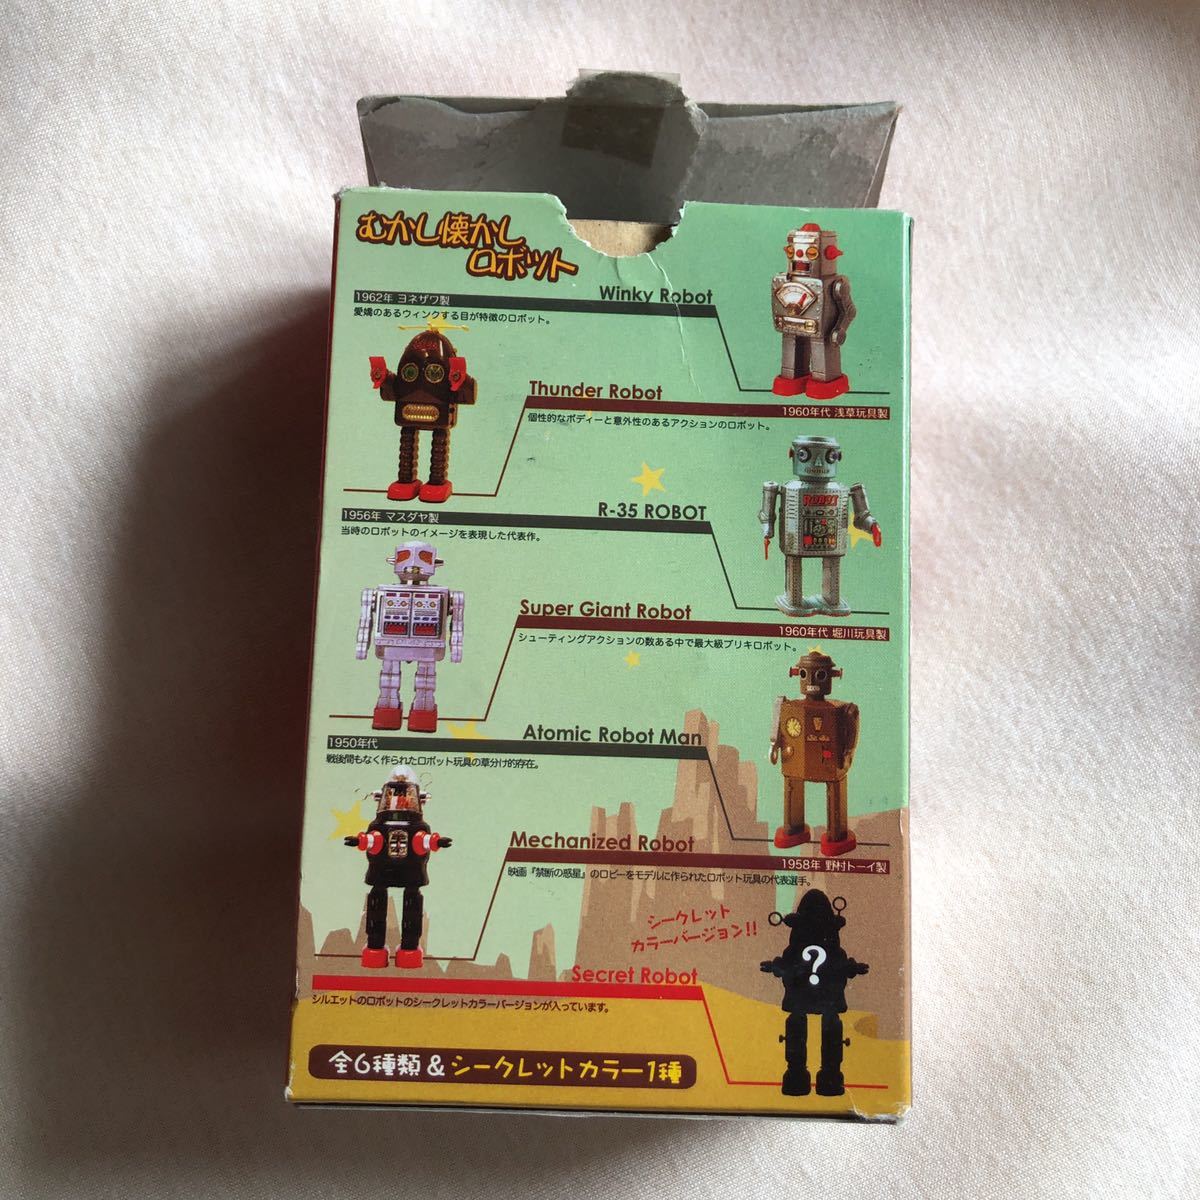 むかし懐かし
ロボット
Winky Robot
1962年 ヨネザワ製
愛嬌のあるウィンクする目が特徴のロボット。
Thunder Robot
1960年代 浅草玩具製
個性的なボディーと意外性のあるアクションのロボット。
R-35 ROBOT
ROBOT
1956年 マスダヤ製
当時のロボットのイメージを表現した代表作。
Super Giant Robot
1960年代 堀川玩具製
シューティングアクションの数ある中で最大級ブリキロボット。
Atomic Robot Man
1950年代
戦後間もなく作られたロボット玩具の草分け的存在。
Mechanized Robot
1958年 野村トーイ製
映画『禁断の惑星』のロビーをモデルに作られたロボット玩具の代表選手。
シークレット
カラーバージョン!!
?
Secret Robot
シルエットのロボットのシークレットカラーバージョンが入っています。
全6種類&シークレットカラー1種